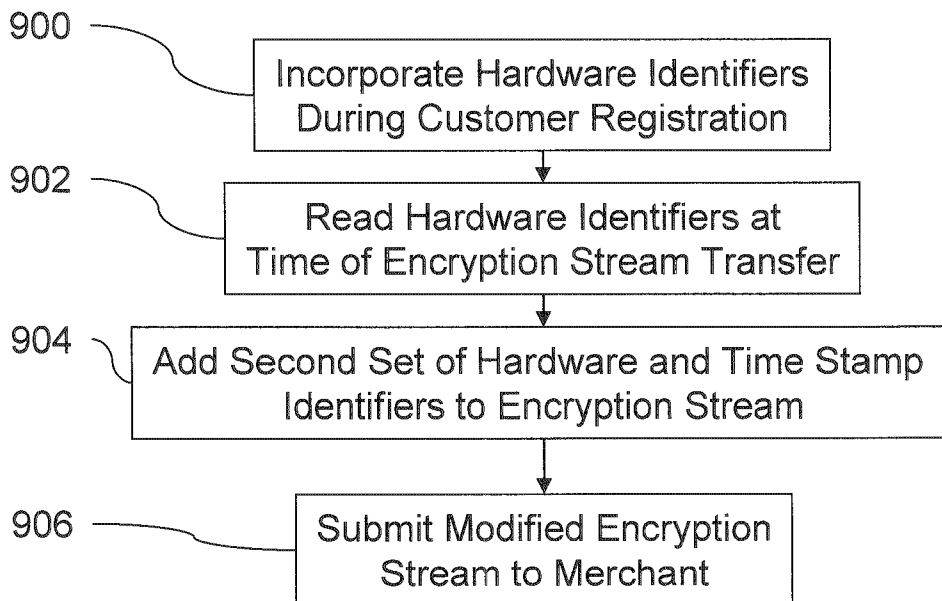 900
Incorporate Hardware Identifiers
During Customer Registration
902
Read Hardware Identifiers at
Time of Encryption Stream Transfer
904
Add Second Set of Hardware and Time Stamp
Identifiers to Encryption Stream
906
Submit Modified Encryption
Stream to Merchant